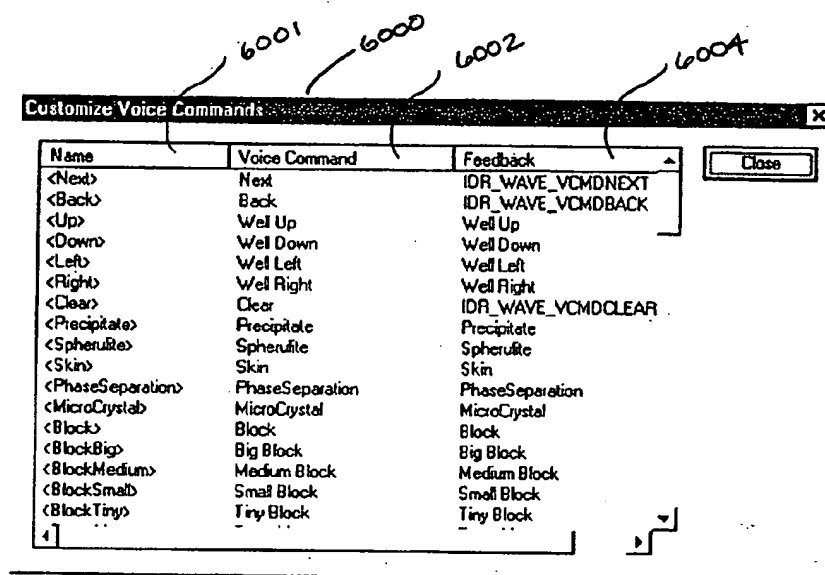 6001 6000 6002 6004
Customize Voice Commands
Name Voice Command Feedback Close
<Next> Next IDR_WAVE_VCMDNEXT
<Back> Back IDR_WAVE_VCMDBACK
<Up> Well Up Well Up
<Down> Well Down Well Down
<Left> Well Left Well Left
<Right> Well Right Well Right
<Clear> Clear IDR_WAVE_VCMDCLEAR
<Precipitate> Precipitate Precipitate
<Spherulite> Spherulite Spherulite
<Skin> Skin Skin
<PhaseSeparation> PhaseSeparation PhaseSeparation
<MicroCrystal> MicroCrystal MicroCrystal
<Block> Block Block
<BlockBig> Big Block Big Block
<BlockMedium> Medium Block Medium Block
<BlockSmall> Small Block Small Block
<BlockTiny> Tiny Block Tiny Block